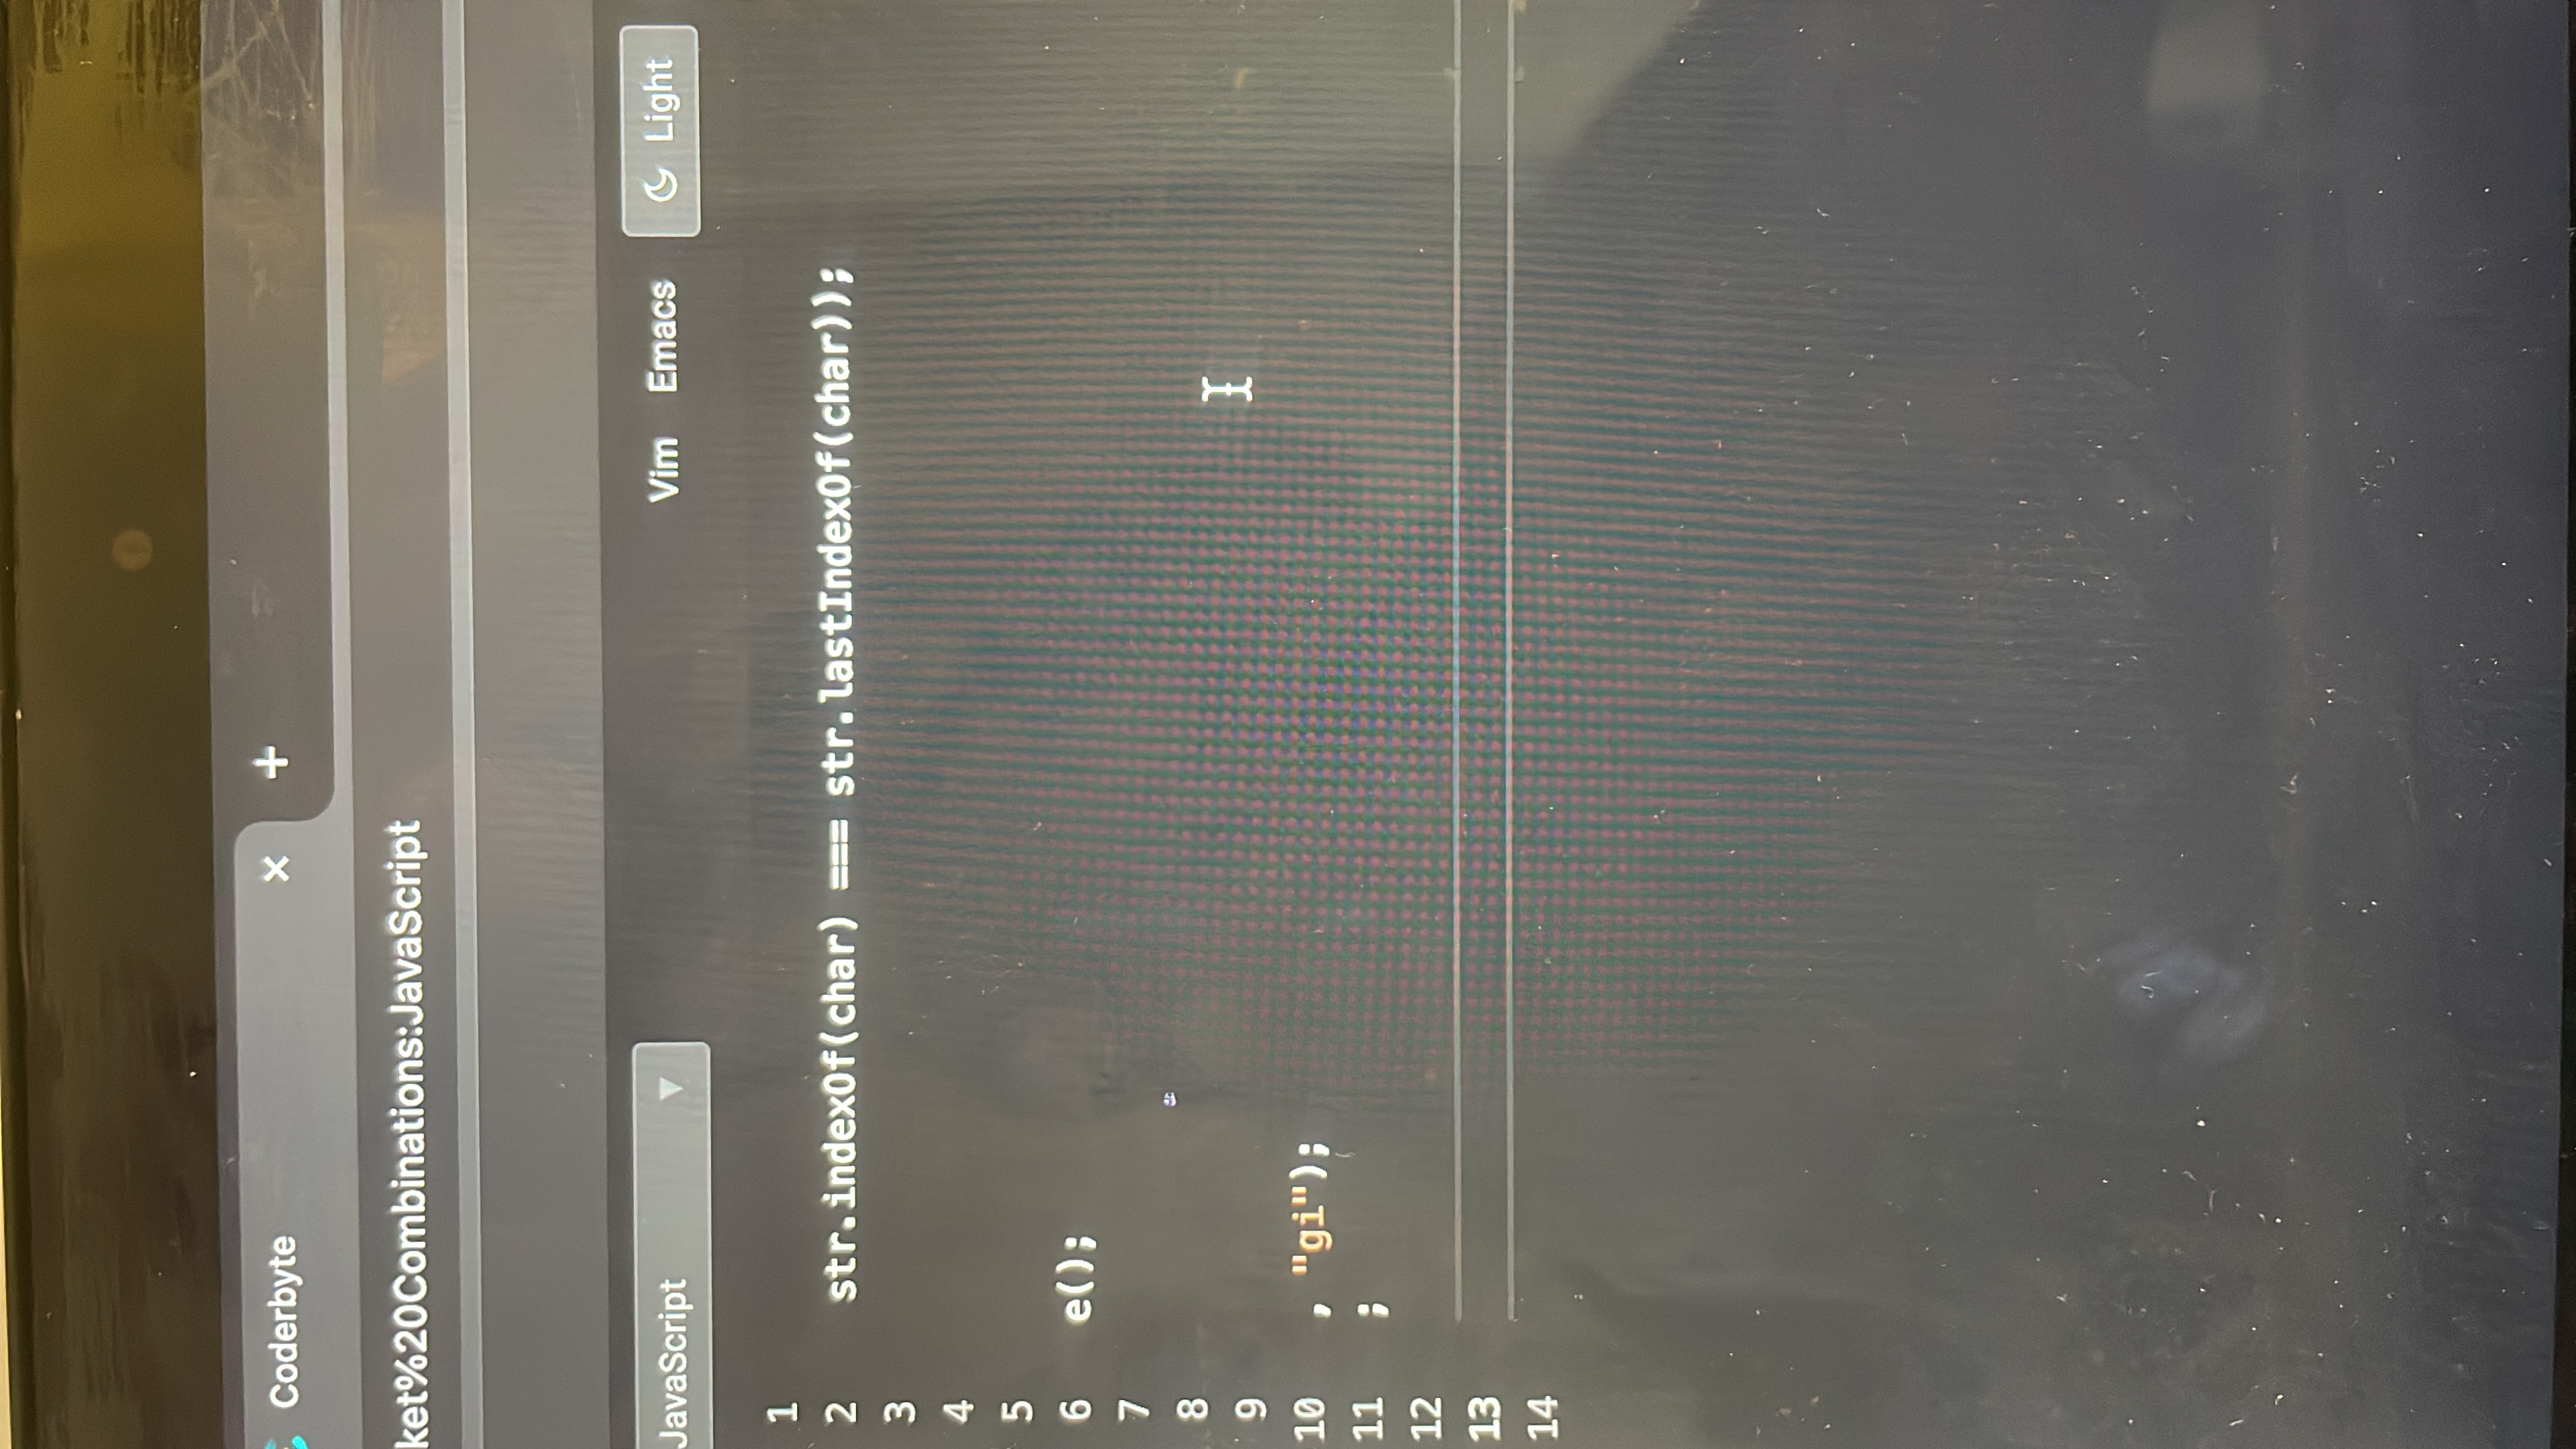 Coderbyte × +
ket%20Combinations:JavaScript
JavaScript ▼ Vim Emacs Light
1
2 str.indexOf(char) === str.lastIndexOf(char));
3
4
5
6 e();
7
8
9
10 , "gi");
11 ;
12
13
14